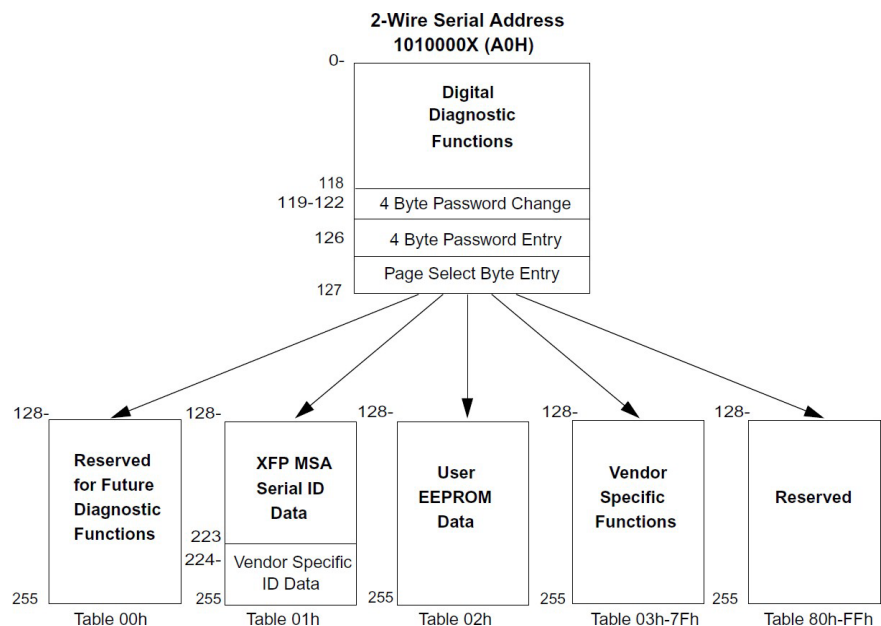 2-Wire Serial Address
1010000X (A0H)
0-
Digital
Diagnostic
Functions
118
119-122
4 Byte Password Change
126
4 Byte Password Entry
Page Select Byte Entry
127
128-
Reserved
for Future
Diagnostic
Functions
255
Table 00h
128-
XFP MSA
Serial ID
Data
223
224-
Vendor Specific
ID Data
255
Table 01h
128-
User
EEPROM
Data
255
Table 02h
128-
Vendor
Specific
Functions
255
Table 03h-7Fh
128-
Reserved
255
Table 80h-FFh